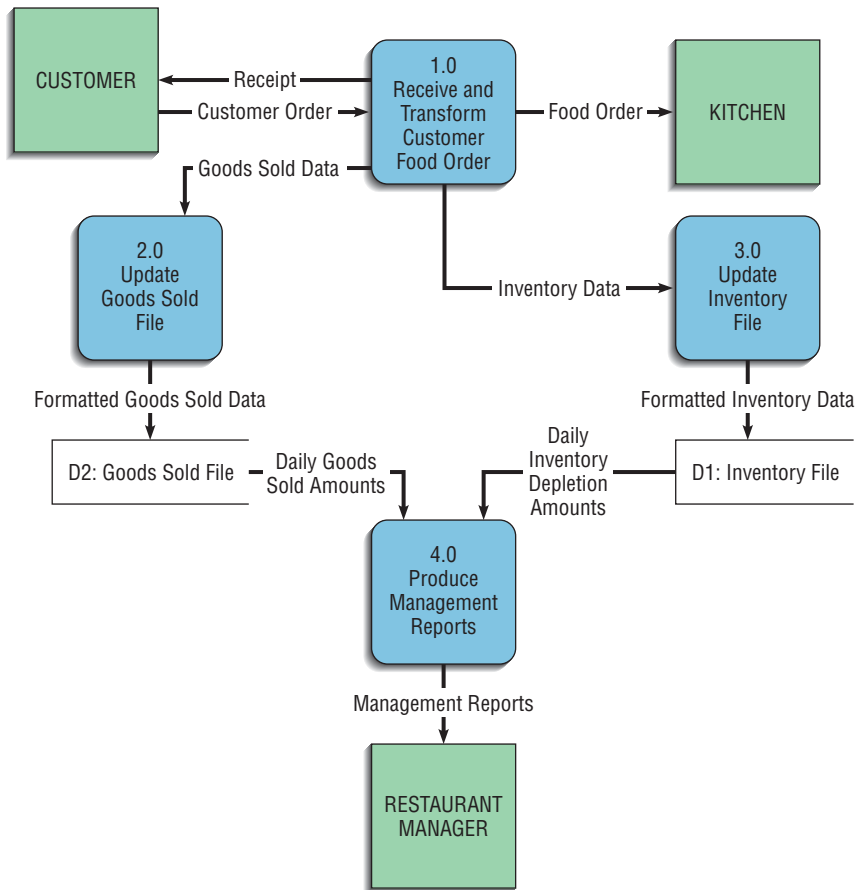 CUSTOMER
Receipt
Customer Order
1.0
Receive and
Transform
Customer
Food Order
Food Order
KITCHEN
Goods Sold Data
2.0
Update
Goods Sold
File
Inventory Data
3.0
Update
Inventory
File
Formatted Goods Sold Data
Formatted Inventory Data
D2: Goods Sold File
Daily Goods
Sold Amounts
Daily
Inventory
Depletion
Amounts
D1: Inventory File
4.0
Produce
Management
Reports
Management Reports
RESTAURANT
MANAGER